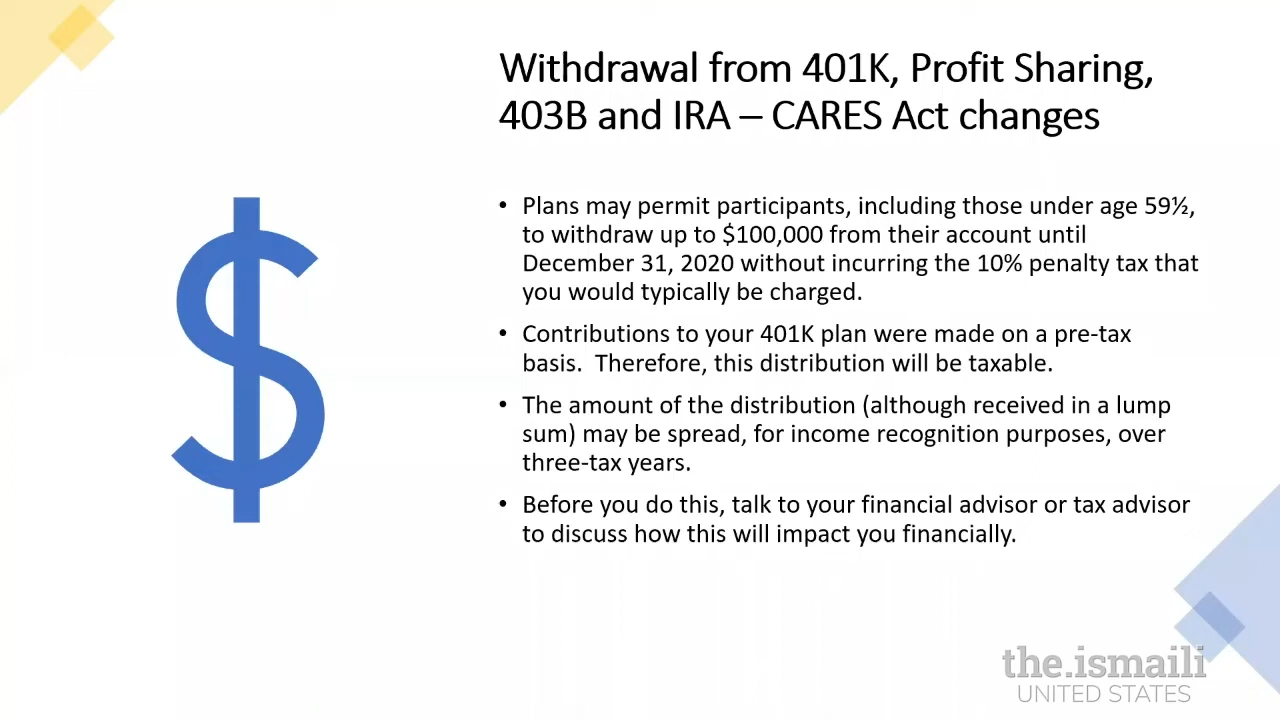 Withdrawal from 401K, Profit Sharing,
403B and IRA – CARES Act changes
• Plans may permit participants, including those under age 59½,
to withdraw up to $100,000 from their account until
December 31, 2020 without incurring the 10% penalty tax that
you would typically be charged.
• Contributions to your 401K plan were made on a pre-tax
basis.  Therefore, this distribution will be taxable.
• The amount of the distribution (although received in a lump
sum) may be spread, for income recognition purposes, over
three-tax years.
• Before you do this, talk to your financial advisor or tax advisor
to discuss how this will impact you financially.
the.ismaili
UNITED STATES